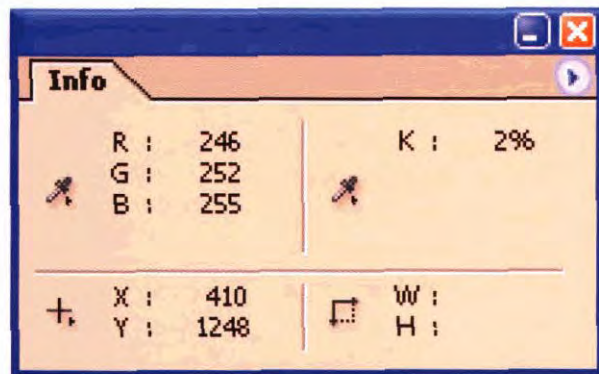 Info
R : 246
G : 252
B : 255
K : 2%
X : 410
Y : 1248
W :
H :